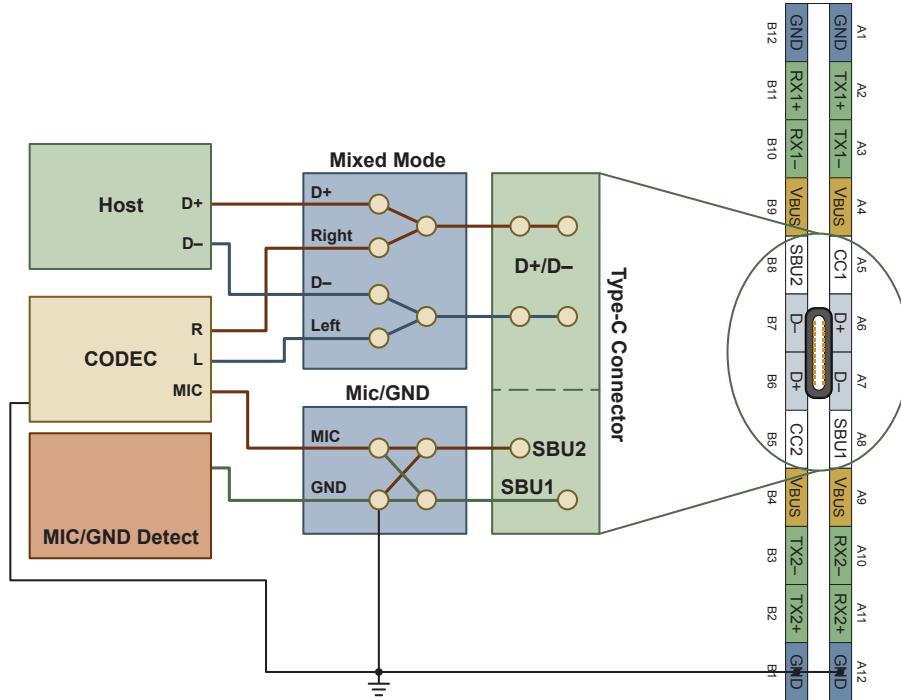 Host
D+
D–
CODEC
R
L
MIC
MIC/GND Detect
Mixed Mode
D+
Right
D–
Left
Mic/GND
MIC
GND
D+/D–
Type-C Connector
SBU2
SBU1
B12 GND GND A1
B11 RX1+ TX1+ A2
B10 RX1– TX1– A3
B9 VBUS VBUS A4
B8 SBU2 CC1 A5
B7 D– D+ A6
B6 D+ D– A7
B5 CC2 SBU1 A8
B4 VBUS VBUS A9
B3 TX2– RX2– A10
B2 TX2+ RX2+ A11
B1 GND GND A12